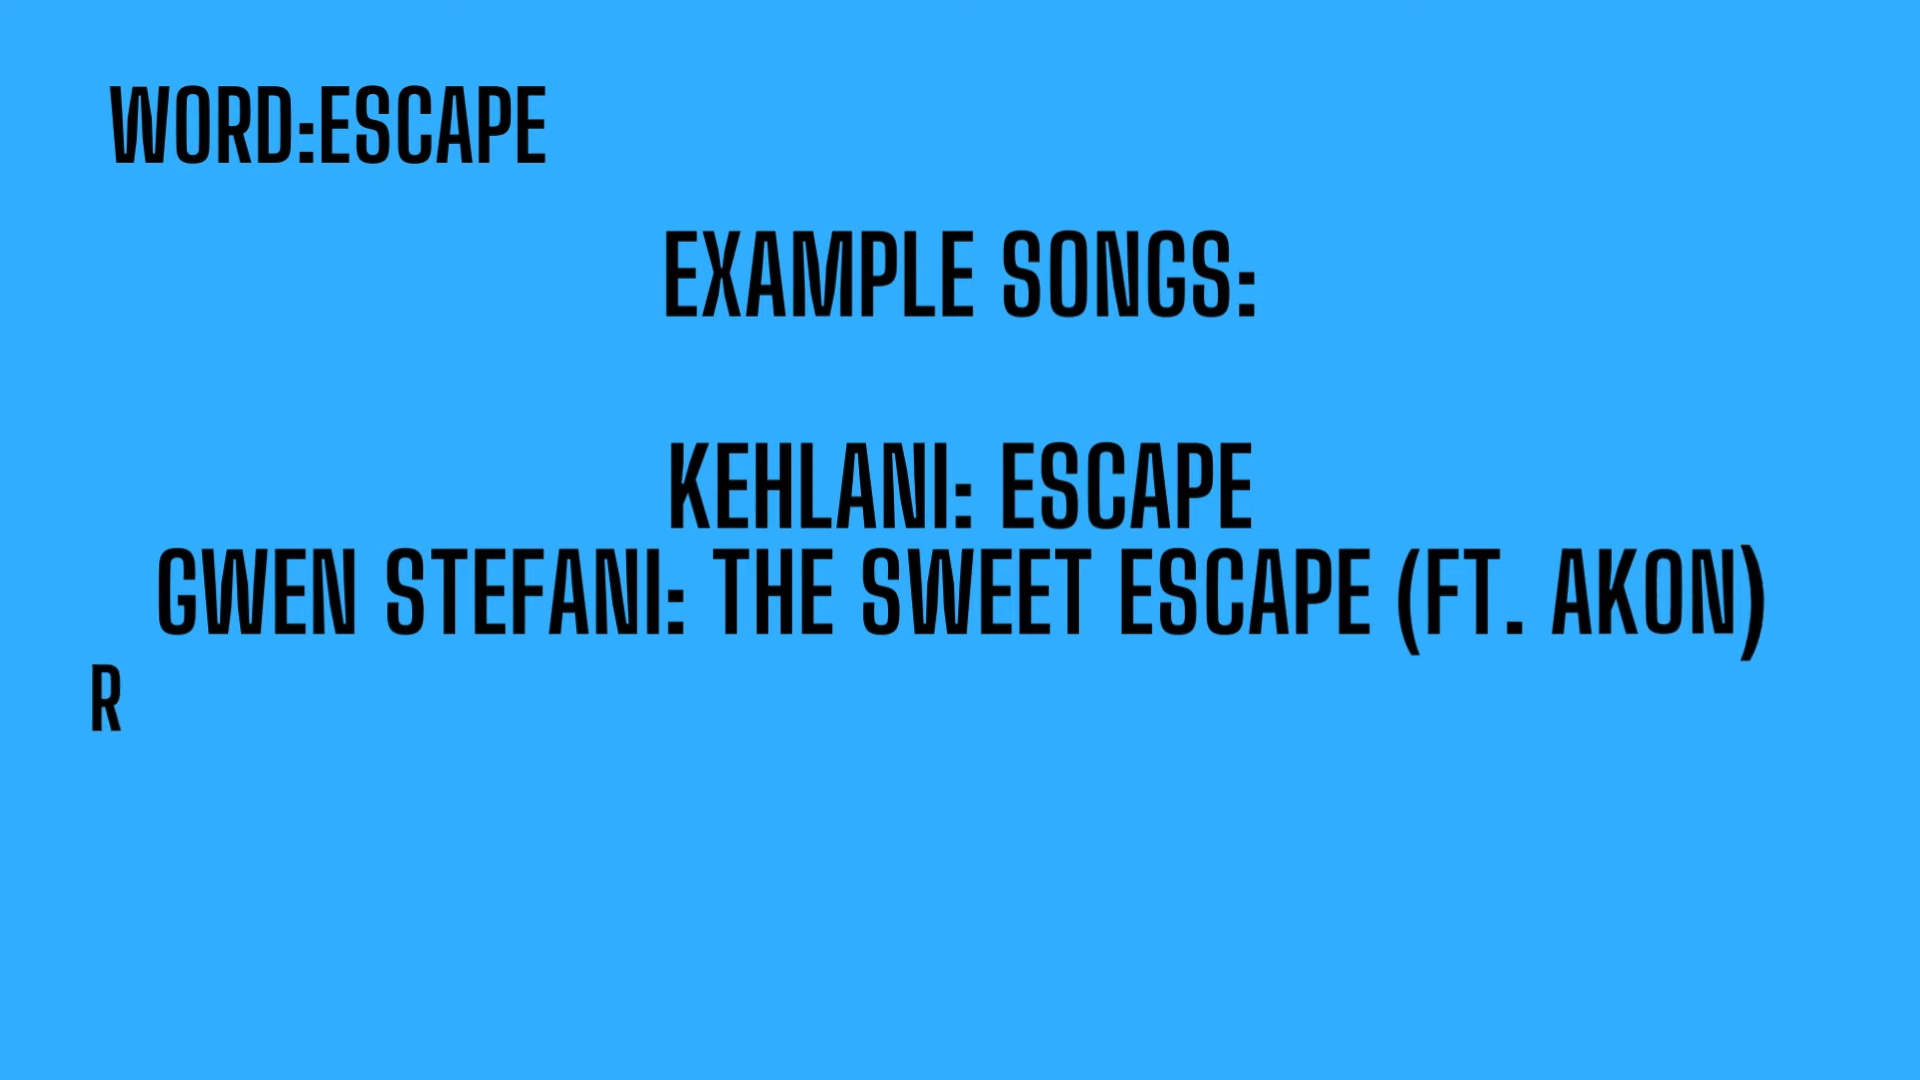 WORD:ESCAPE
EXAMPLE SONGS:
KEHLANI: ESCAPE
GWEN STEFANI: THE SWEET ESCAPE (FT. AKON)
R